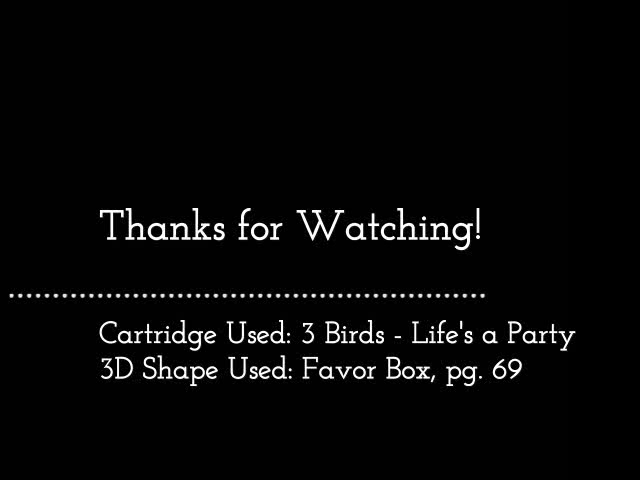 Thanks for Watching!
Cartridge Used: 3 Birds - Life's a Party
3D Shape Used: Favor Box, pg. 69